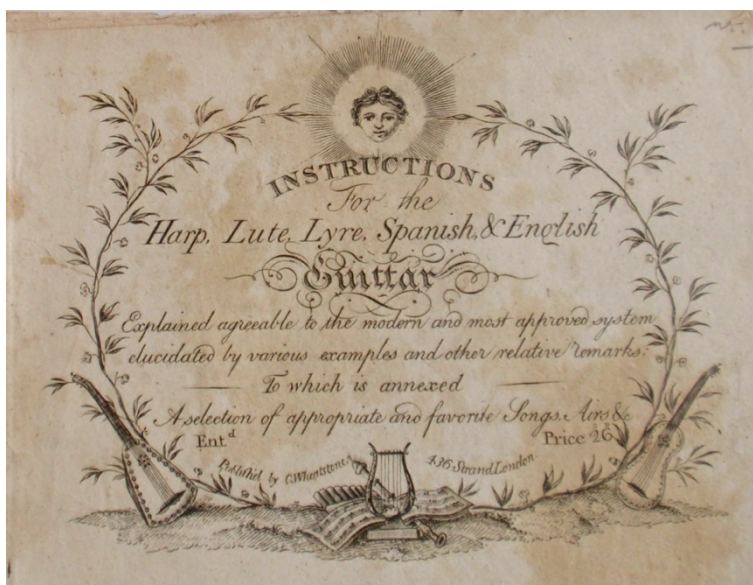 INSTRUCTIONS
For the
Harp, Lute, Lyre, Spanish, & English
Guittar
Explained agreeable to the modern and most approved system
elucidated by various examples and other relative remarks.
To which is annexed
A selection of appropriate and favorite Songs, Airs &
Ent.d Price
Publish'd by C. Wheatstone 436 Strand London